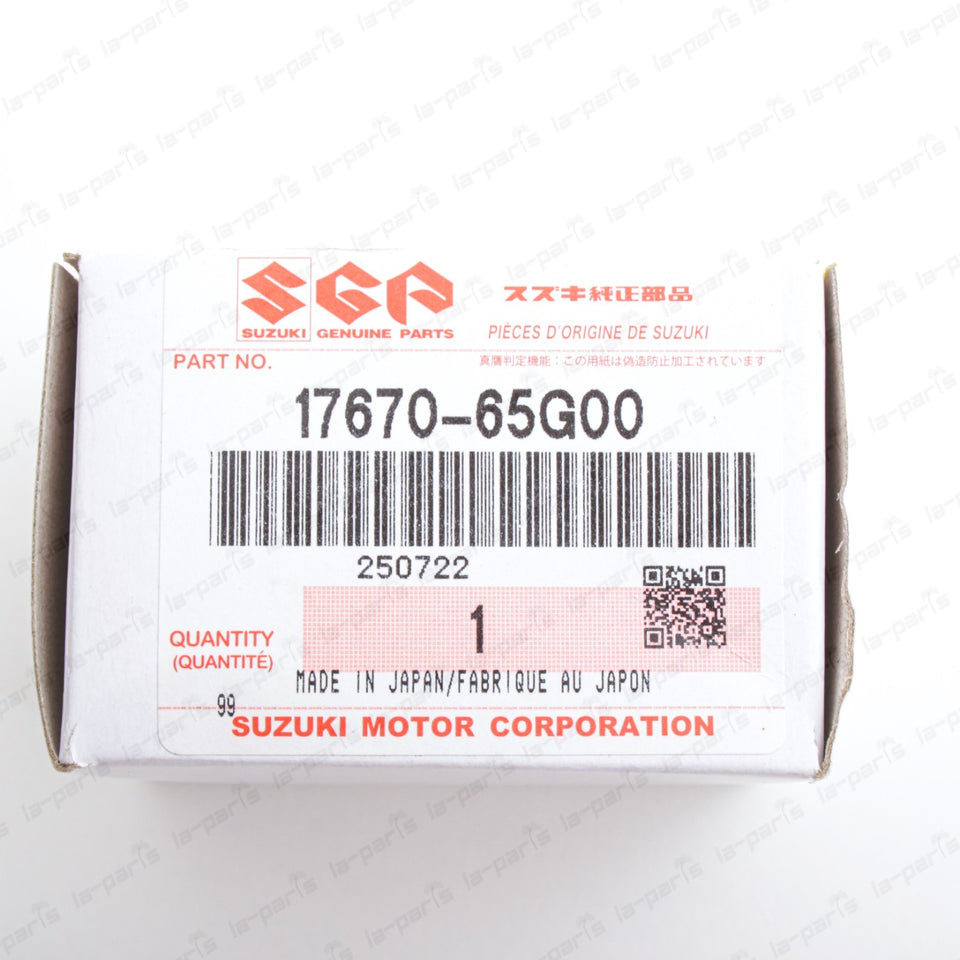 SGP
SUZUKI GENUINE PARTS
スズキ純正部品
PIÈCES D'ORIGINE DE SUZUKI
PART NO.
真贋判定機能：この用紙は偽造防止加工されています
17670-65G00
250722
1
QUANTITY
(QUANTITÉ)
MADE IN JAPAN/FABRIQUE AU JAPON
99
SUZUKI MOTOR CORPORATION
la-parts